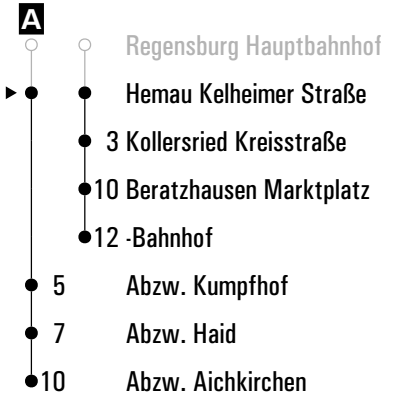 A
Regensburg Hauptbahnhof
Hemau Kelheimer Straße
3 Kollersried Kreisstraße
10 Beratzhausen Marktplatz
12 -Bahnhof
5 Abzw. Kumpfhof
7 Abzw. Haid
10 Abzw. Aichkirchen